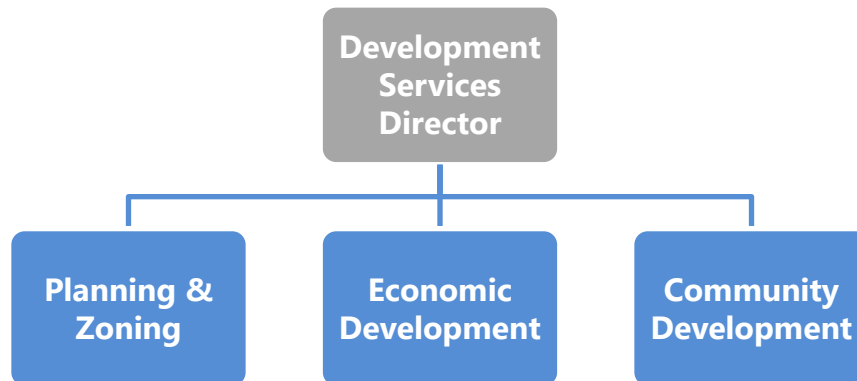 Development
Services
Director
Planning &
Zoning
Economic
Development
Community
Development